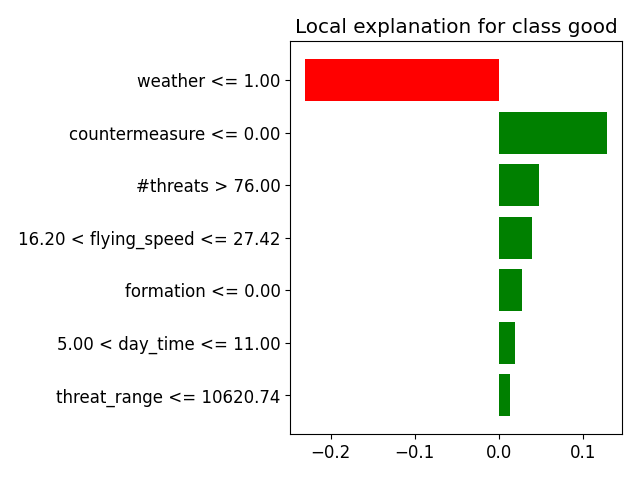 Local explanation for class good
weather <= 1.00
countermeasure <= 0.00
#threats > 76.00
16.20 < flying_speed <= 27.42
formation <= 0.00
5.00 < day_time <= 11.00
threat_range <= 10620.74
−0.2 −0.1 0.0 0.1